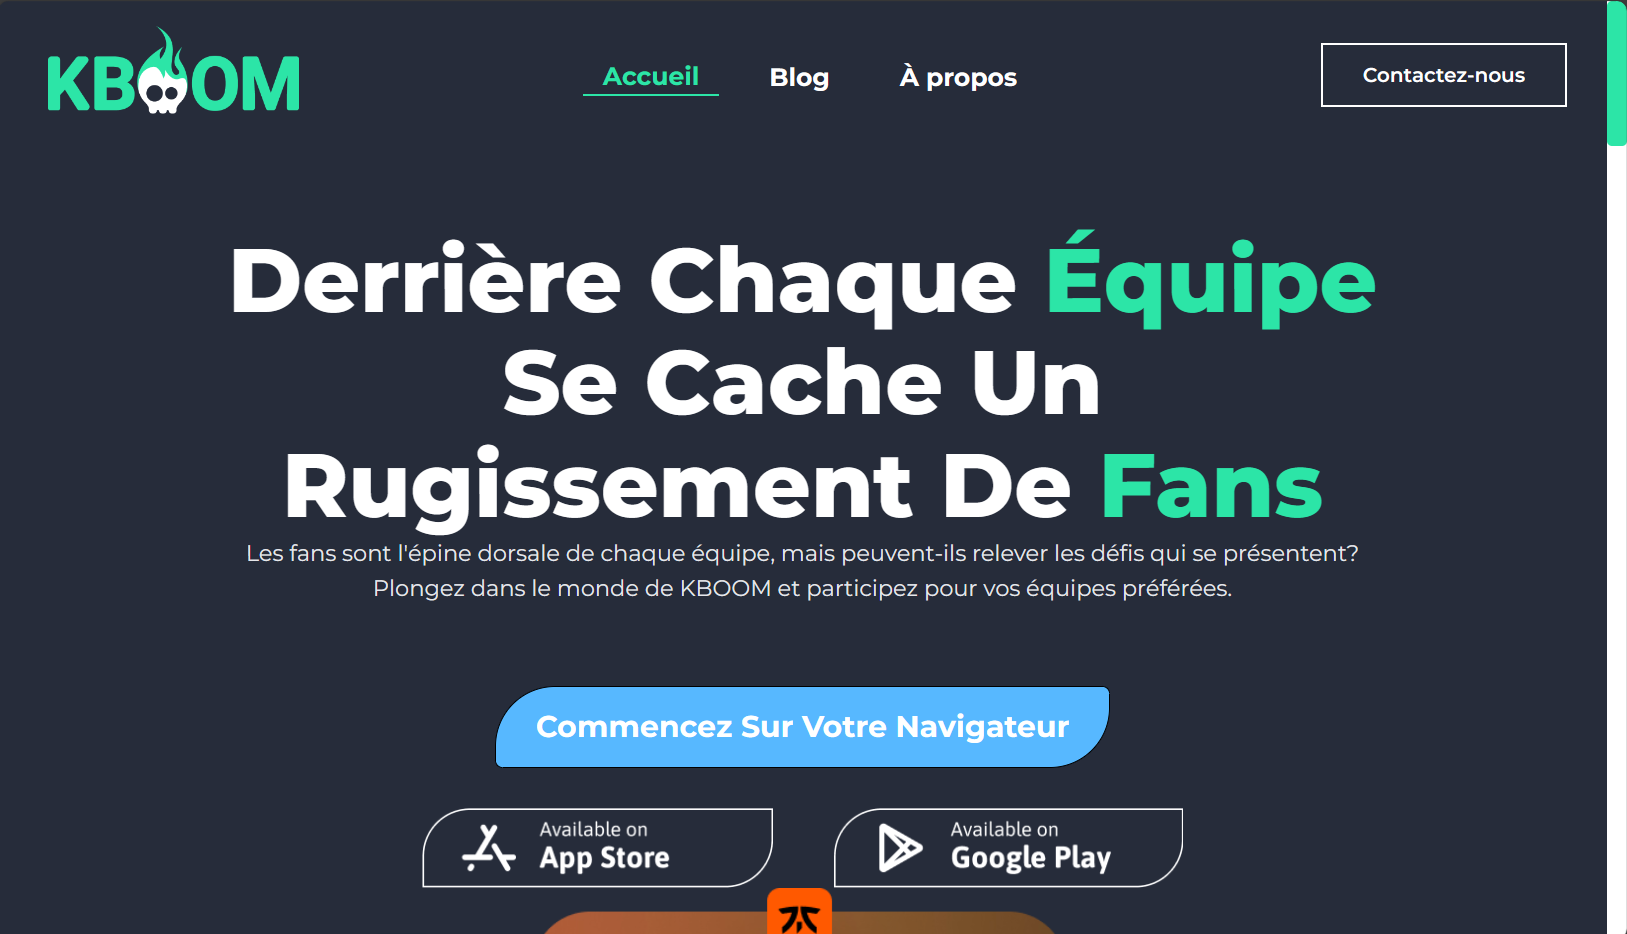 KBOOM
Accueil
Blog
À propos
Contactez-nous
Derrière Chaque Équipe
Se Cache Un
Rugissement De Fans
Les fans sont l'épine dorsale de chaque équipe, mais peuvent-ils relever les défis qui se présentent?
Plongez dans le monde de KBOOM et participez pour vos équipes préférées.
Commencez Sur Votre Navigateur
Available on
App Store
Available on
Google Play